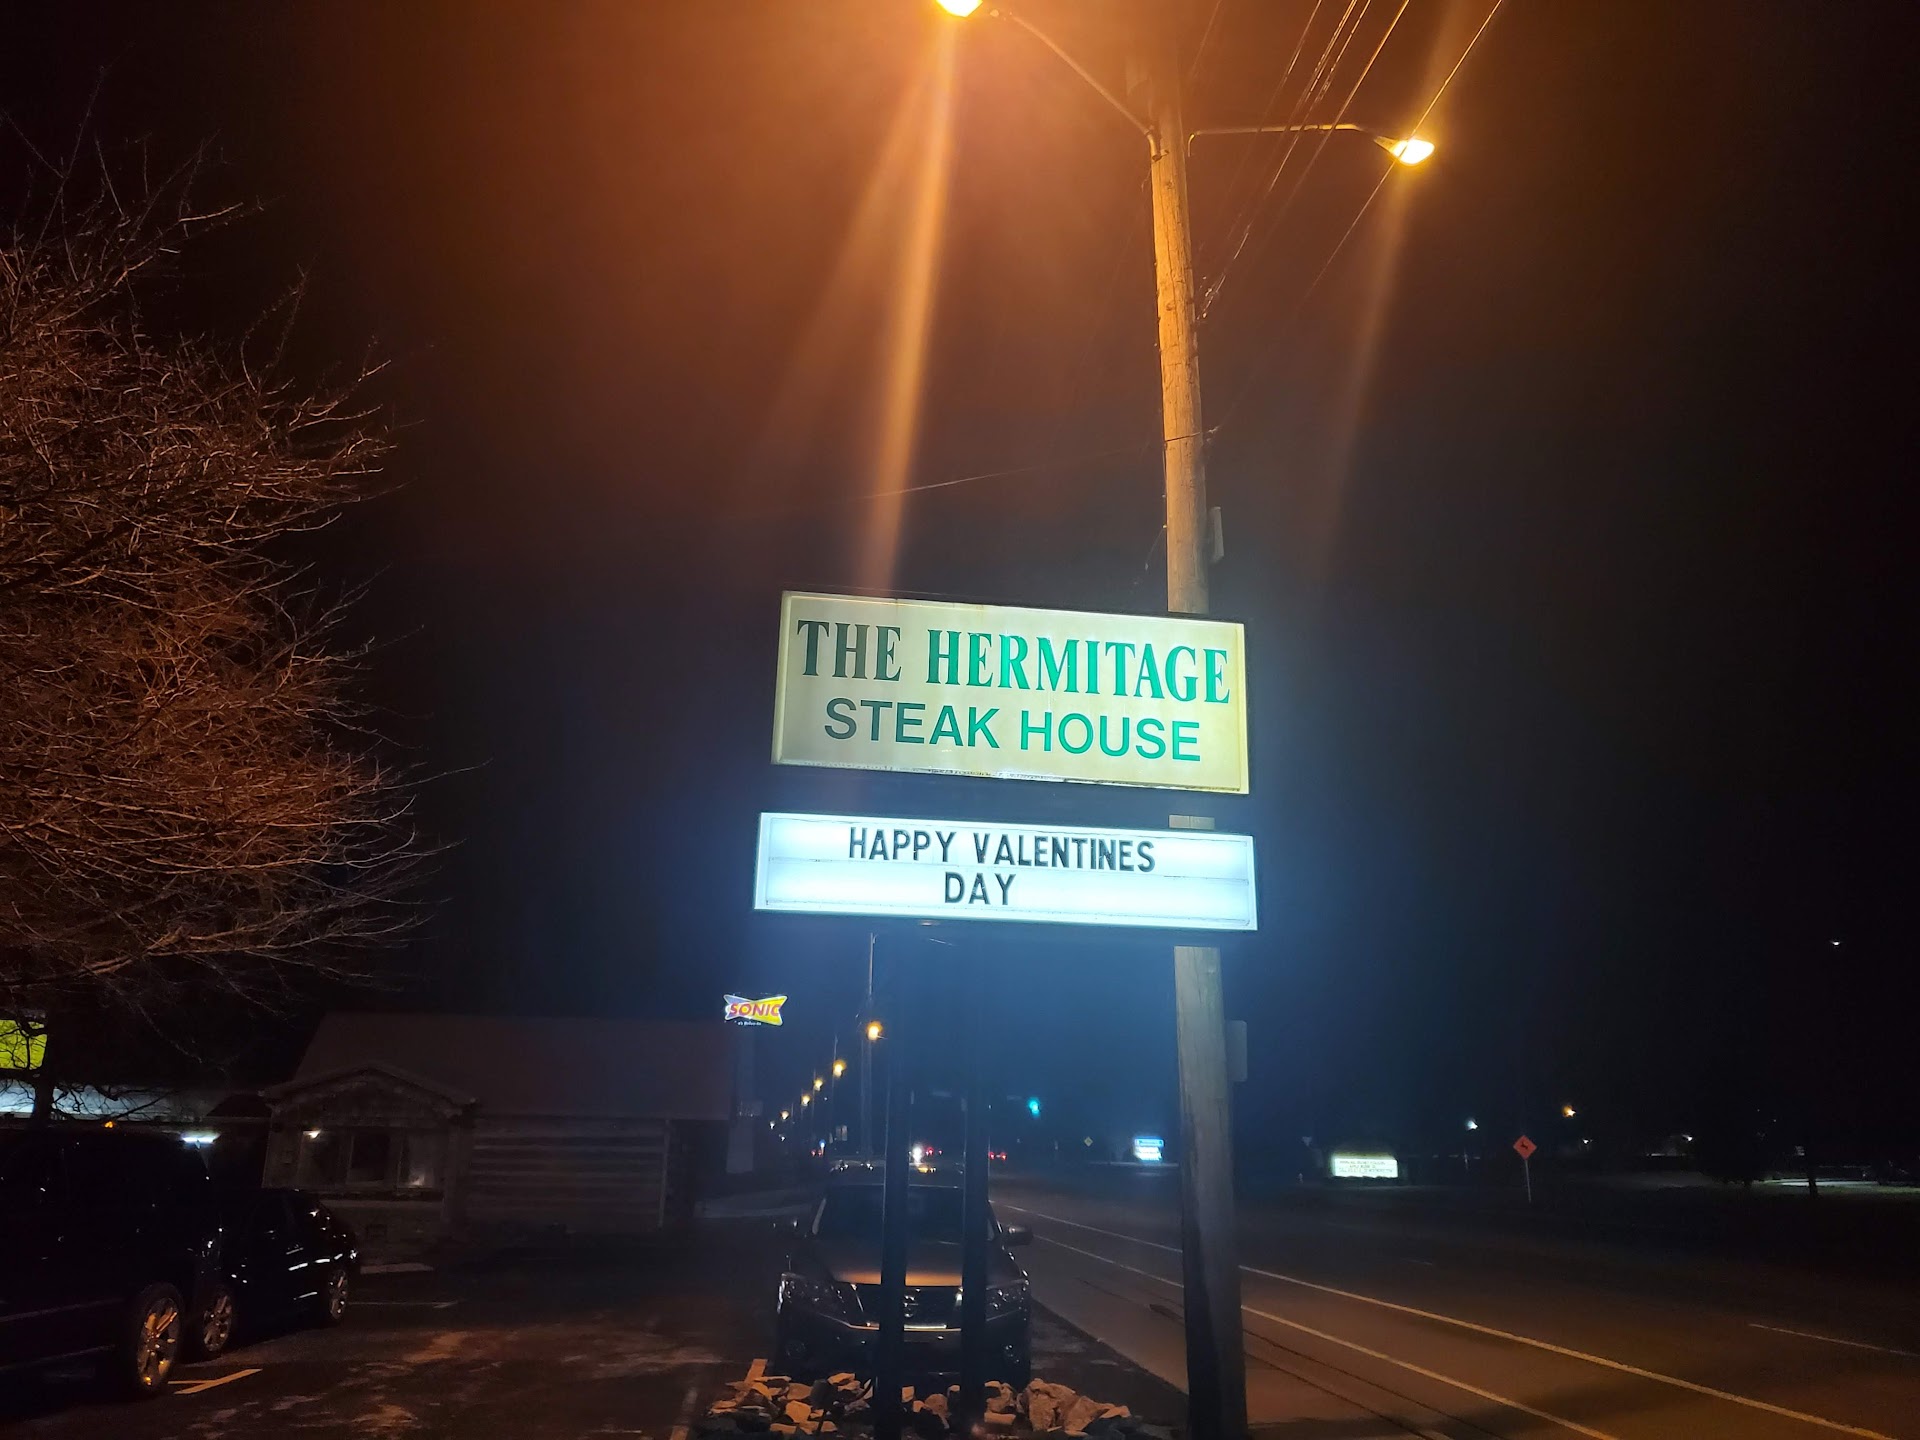 THE HERMITAGE
STEAK HOUSE
HAPPY VALENTINES
DAY
SONIC